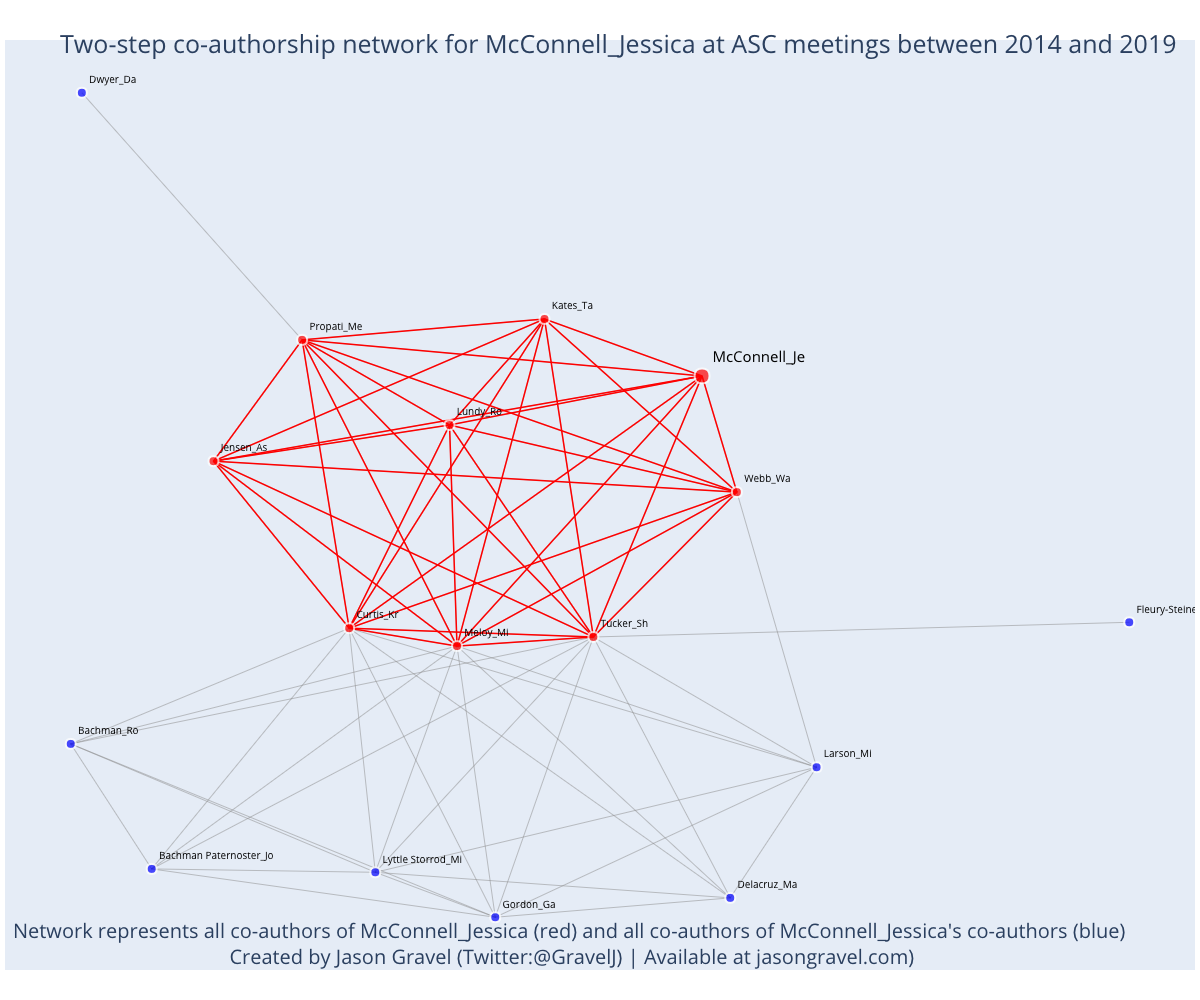 Two-step co-authorship network for McConnell_Jessica at ASC meetings between 2014 and 2019
Dwyer_Da
Kates_Ta
Propati_Me
McConnell_Je
Lundy_Ro
Jensen_As
Webb_Wa
Fleury-Steine
Curtis_Kr
Tucker_Sh
Meloy_Mi
Bachman_Ro
Larson_Mi
Bachman Paternoster_Jo
Lyttle Storrod_Mi
Delacruz_Ma
Gordon_Ga
Network represents all co-authors of McConnell_Jessica (red) and all co-authors of McConnell_Jessica's co-authors (blue)
Created by Jason Gravel (Twitter:@GravelJ) | Available at jasongravel.com)